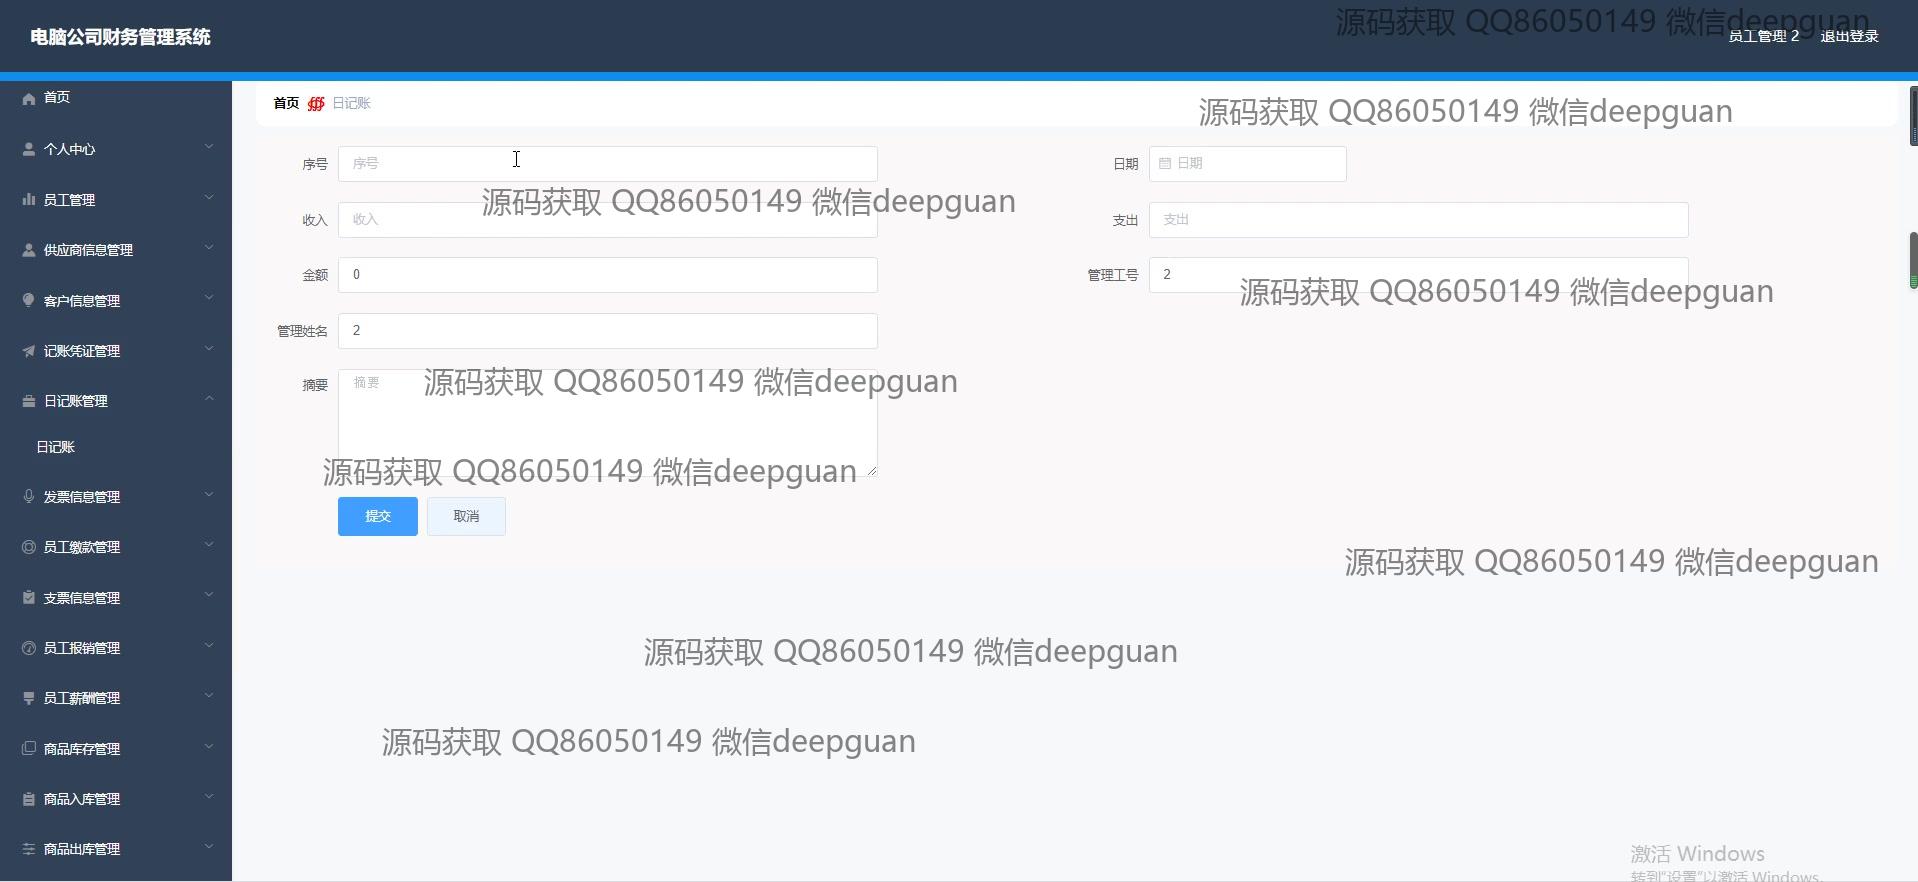 电脑公司财务管理系统
源码获取 QQ86050149 微信deepguan
员工管理 2 退出登录
首页
首页 日记账
源码获取 QQ86050149 微信deepguan
个人中心
序号 序号
日期 日期
员工管理
源码获取 QQ86050149 微信deepguan
收入 收入
支出 支出
供应商信息管理
金额 0
管理工号 2
源码获取 QQ86050149 微信deepguan
客户信息管理
管理姓名 2
记账凭证管理
摘要 摘要
源码获取 QQ86050149 微信deepguan
日记账管理
日记账
源码获取 QQ86050149 微信deepguan
发票信息管理
提交 取消
员工缴款管理
源码获取 QQ86050149 微信deepguan
支票信息管理
员工报销管理
源码获取 QQ86050149 微信deepguan
员工薪酬管理
商品库存管理
源码获取 QQ86050149 微信deepguan
商品入库管理
商品出库管理
激活 Windows
转到"设置"以激活 Windows。